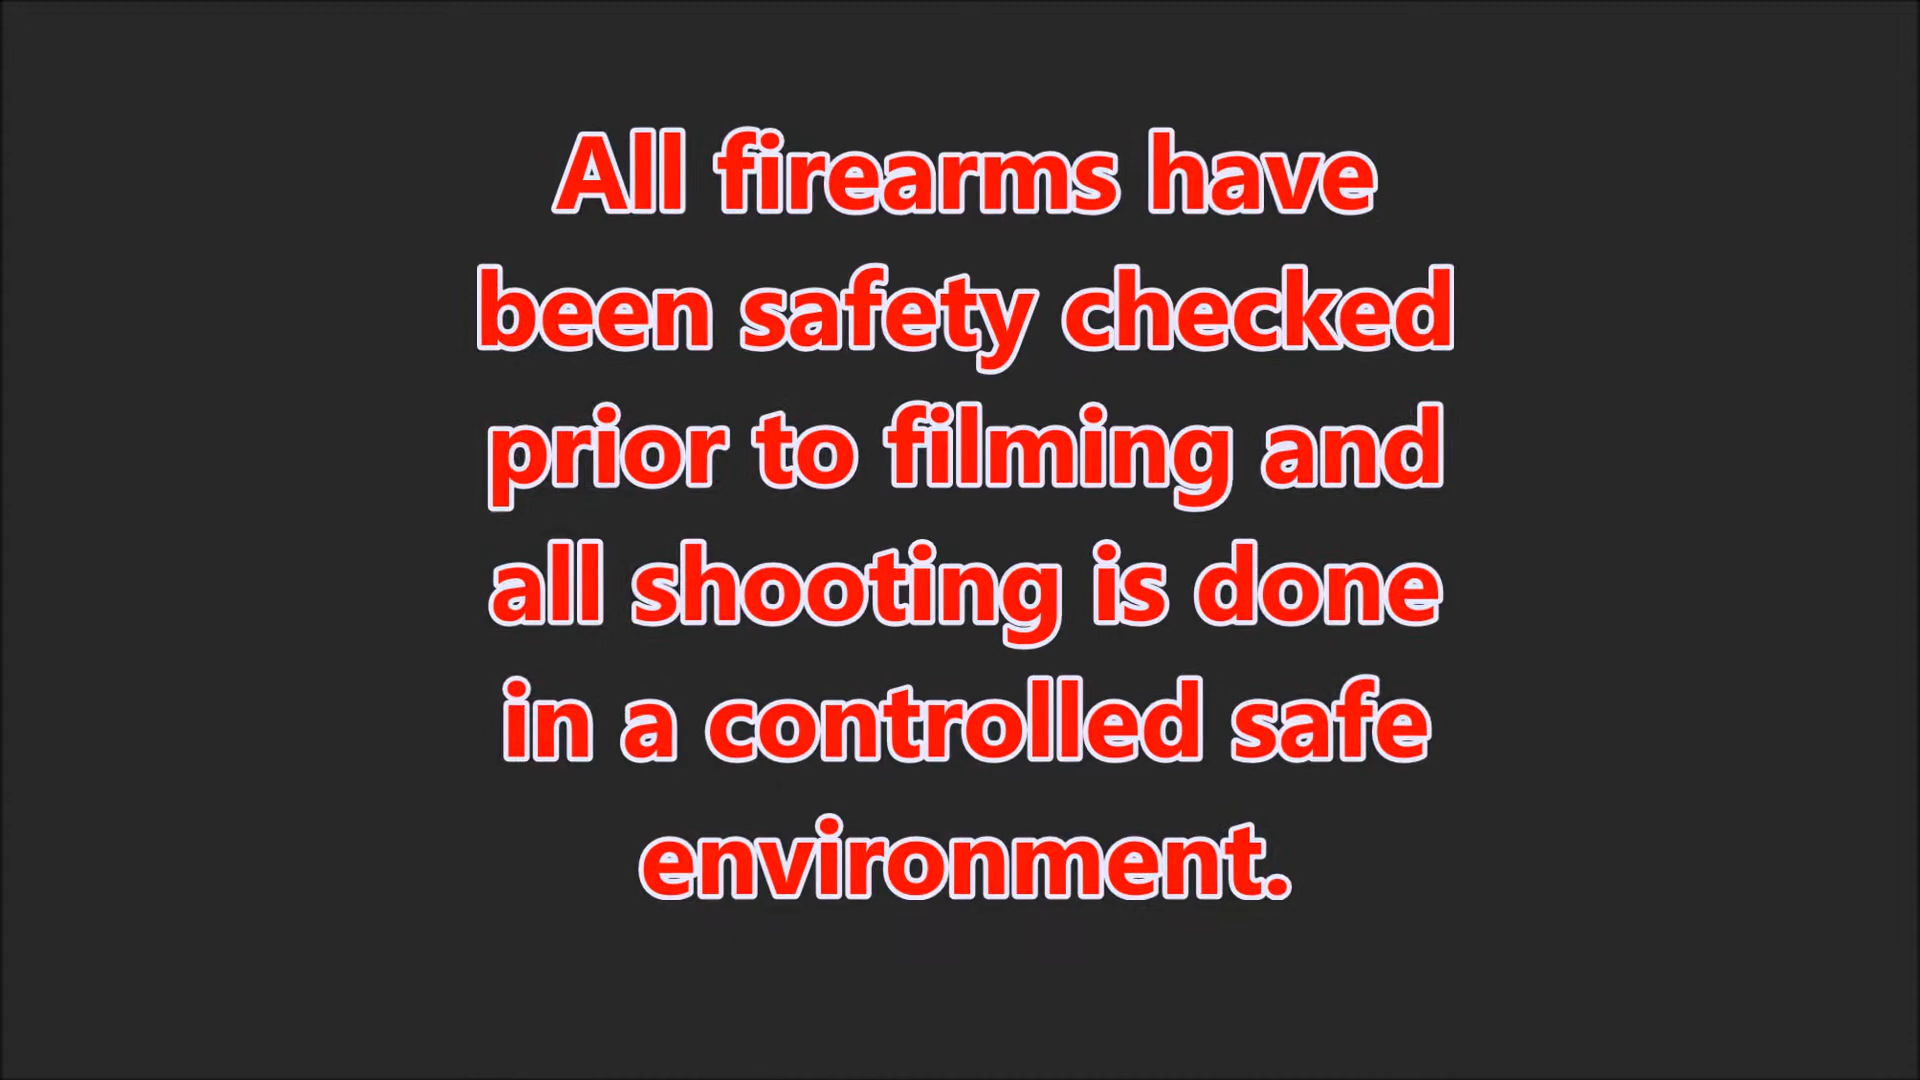 All firearms have
been safety checked
prior to filming and
all shooting is done
in a controlled safe
environment.